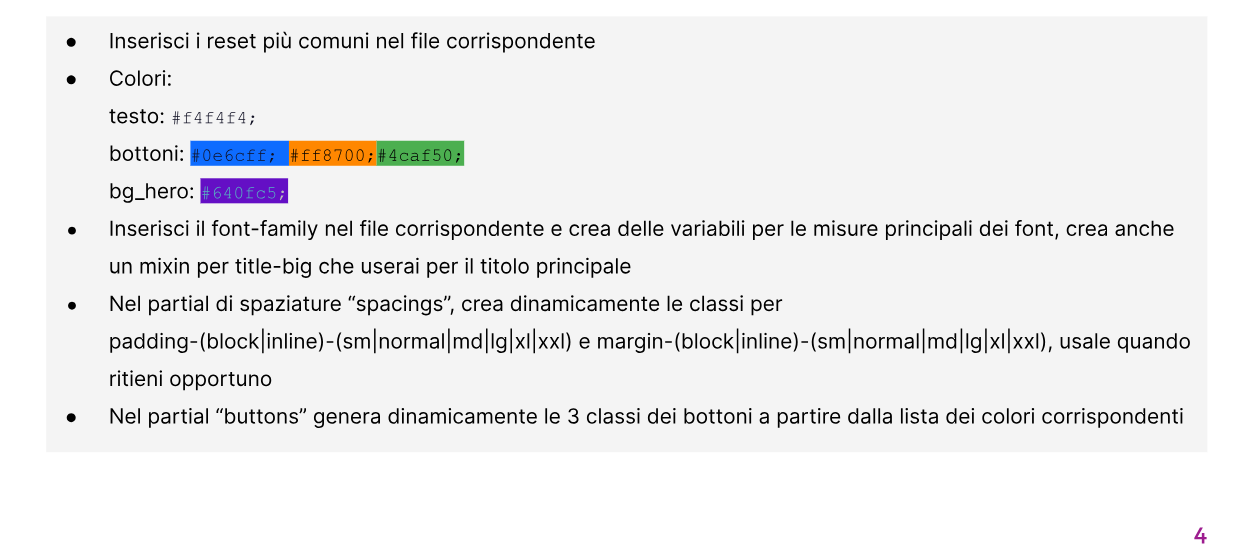 ● Inserisci i reset più comuni nel file corrispondente
● Colori:
testo: #f4f4f4;
bottoni: #0e6cff; #ff8700;#4caf50;
bg_hero: #640fc5;
● Inserisci il font-family nel file corrispondente e crea delle variabili per le misure principali dei font, crea anche
un mixin per title-big che userai per il titolo principale
● Nel partial di spaziature “spacings”, crea dinamicamente le classi per
padding-(block|inline)-(sm|normal|md|lg|xl|xxl) e margin-(block|inline)-(sm|normal|md|lg|xl|xxl), usale quando
ritieni opportuno
● Nel partial “buttons” genera dinamicamente le 3 classi dei bottoni a partire dalla lista dei colori corrispondenti
4